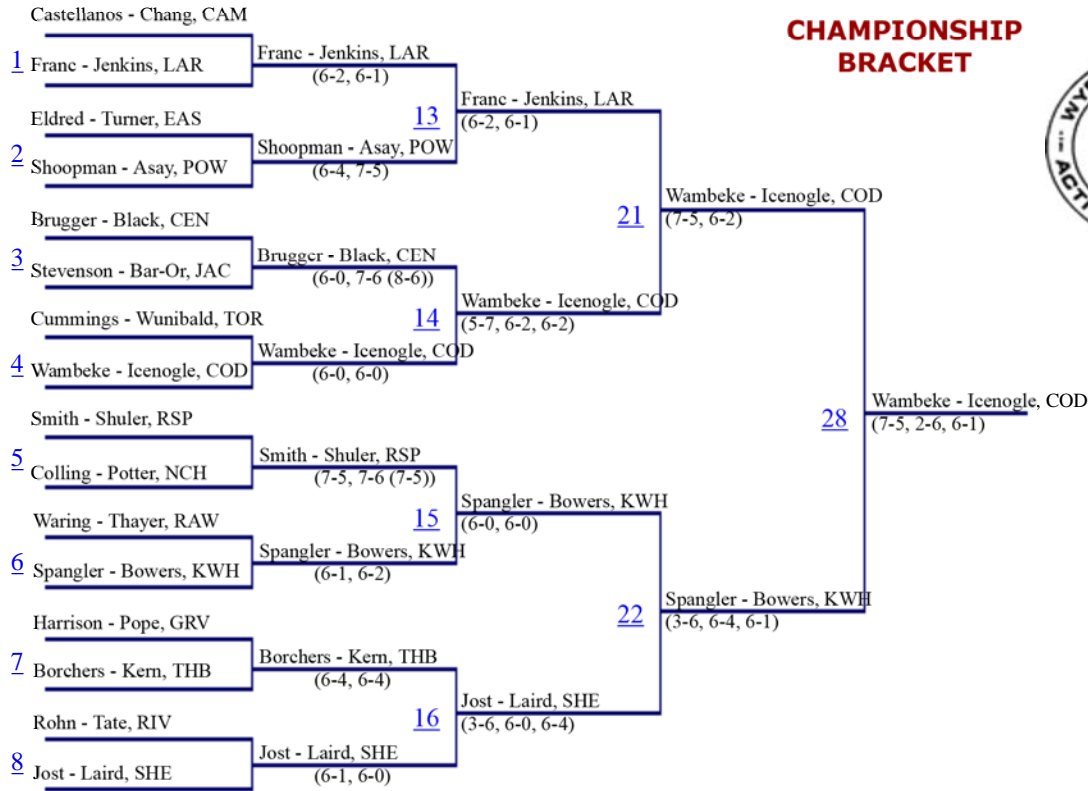 CHAMPIONSHIP
BRACKET
Castellanos - Chang, CAM
1
Franc - Jenkins, LAR
Franc - Jenkins, LAR
(6-2, 6-1)
13
Franc - Jenkins, LAR
(6-2, 6-1)
Eldred - Turner, EAS
2
Shoopman - Asay, POW
Shoopman - Asay, POW
(6-4, 7-5)
21
Wambeke - Icenogle, COD
(7-5, 6-2)
Brugger - Black, CEN
3
Stevenson - Bar-Or, JAC
Brugger - Black, CEN
(6-0, 7-6 (8-6))
14
Wambeke - Icenogle, COD
(5-7, 6-2, 6-2)
Cummings - Wunibald, TOR
4
Wambeke - Icenogle, COD
Wambeke - Icenogle, COD
(6-0, 6-0)
28
Wambeke - Icenogle, COD
(7-5, 2-6, 6-1)
Smith - Shuler, RSP
5
Colling - Potter, NCH
Smith - Shuler, RSP
(7-5, 7-6 (7-5))
15
Spangler - Bowers, KWH
(6-0, 6-0)
Waring - Thayer, RAW
6
Spangler - Bowers, KWH
Spangler - Bowers, KWH
(6-1, 6-2)
22
Spangler - Bowers, KWH
(3-6, 6-4, 6-1)
Harrison - Pope, GRV
7
Borchers - Kern, THB
Borchers - Kern, THB
(6-4, 6-4)
16
Jost - Laird, SHE
(3-6, 6-0, 6-4)
Rohn - Tate, RIV
8
Jost - Laird, SHE
Jost - Laird, SHE
(6-1, 6-0)